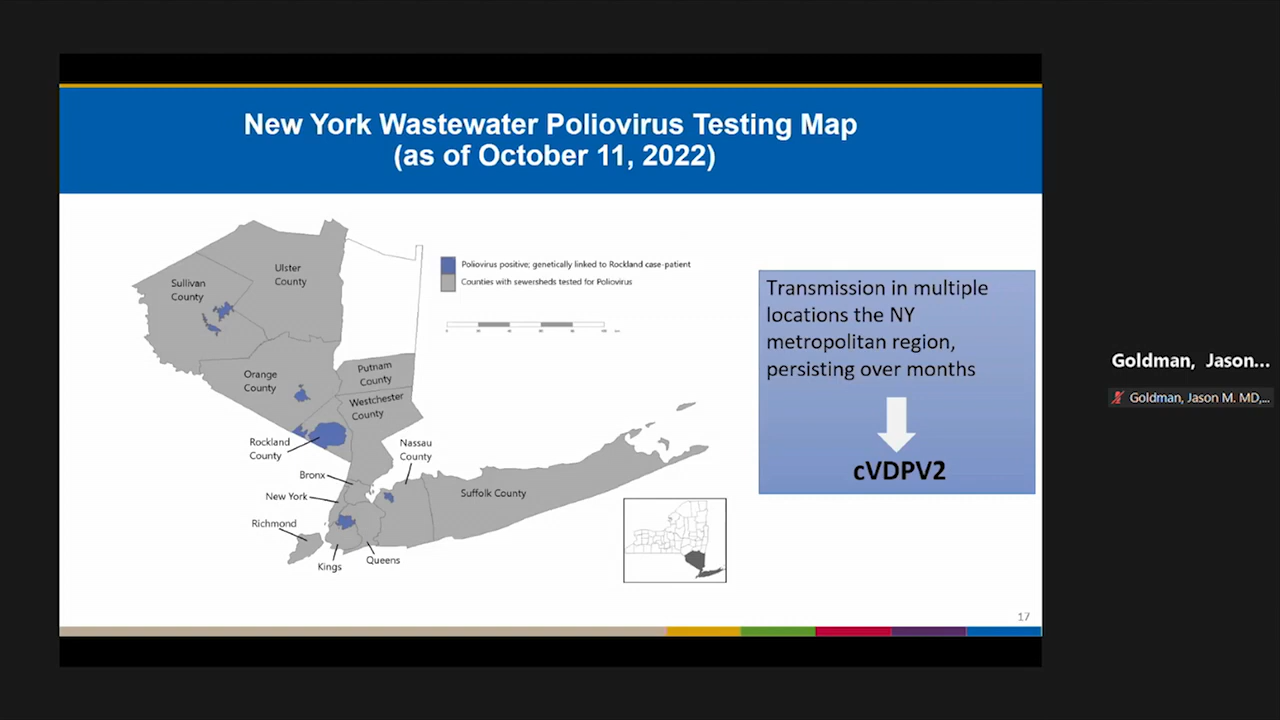 New York Wastewater Poliovirus Testing Map
(as of October 11, 2022)
Poliovirus positive; genetically linked to Rockland case-patient
Counties with sewersheds tested for Poliovirus
Ulster
County
Sullivan
County
Orange
County
Putnam
County
Westchester
County
Rockland
County
Nassau
County
Bronx
New York
Suffolk County
Richmond
Kings
Queens
Transmission in multiple
locations the NY
metropolitan region,
persisting over months
cVDPV2
17
Goldman, Jason...
Goldman, Jason M. MD,...